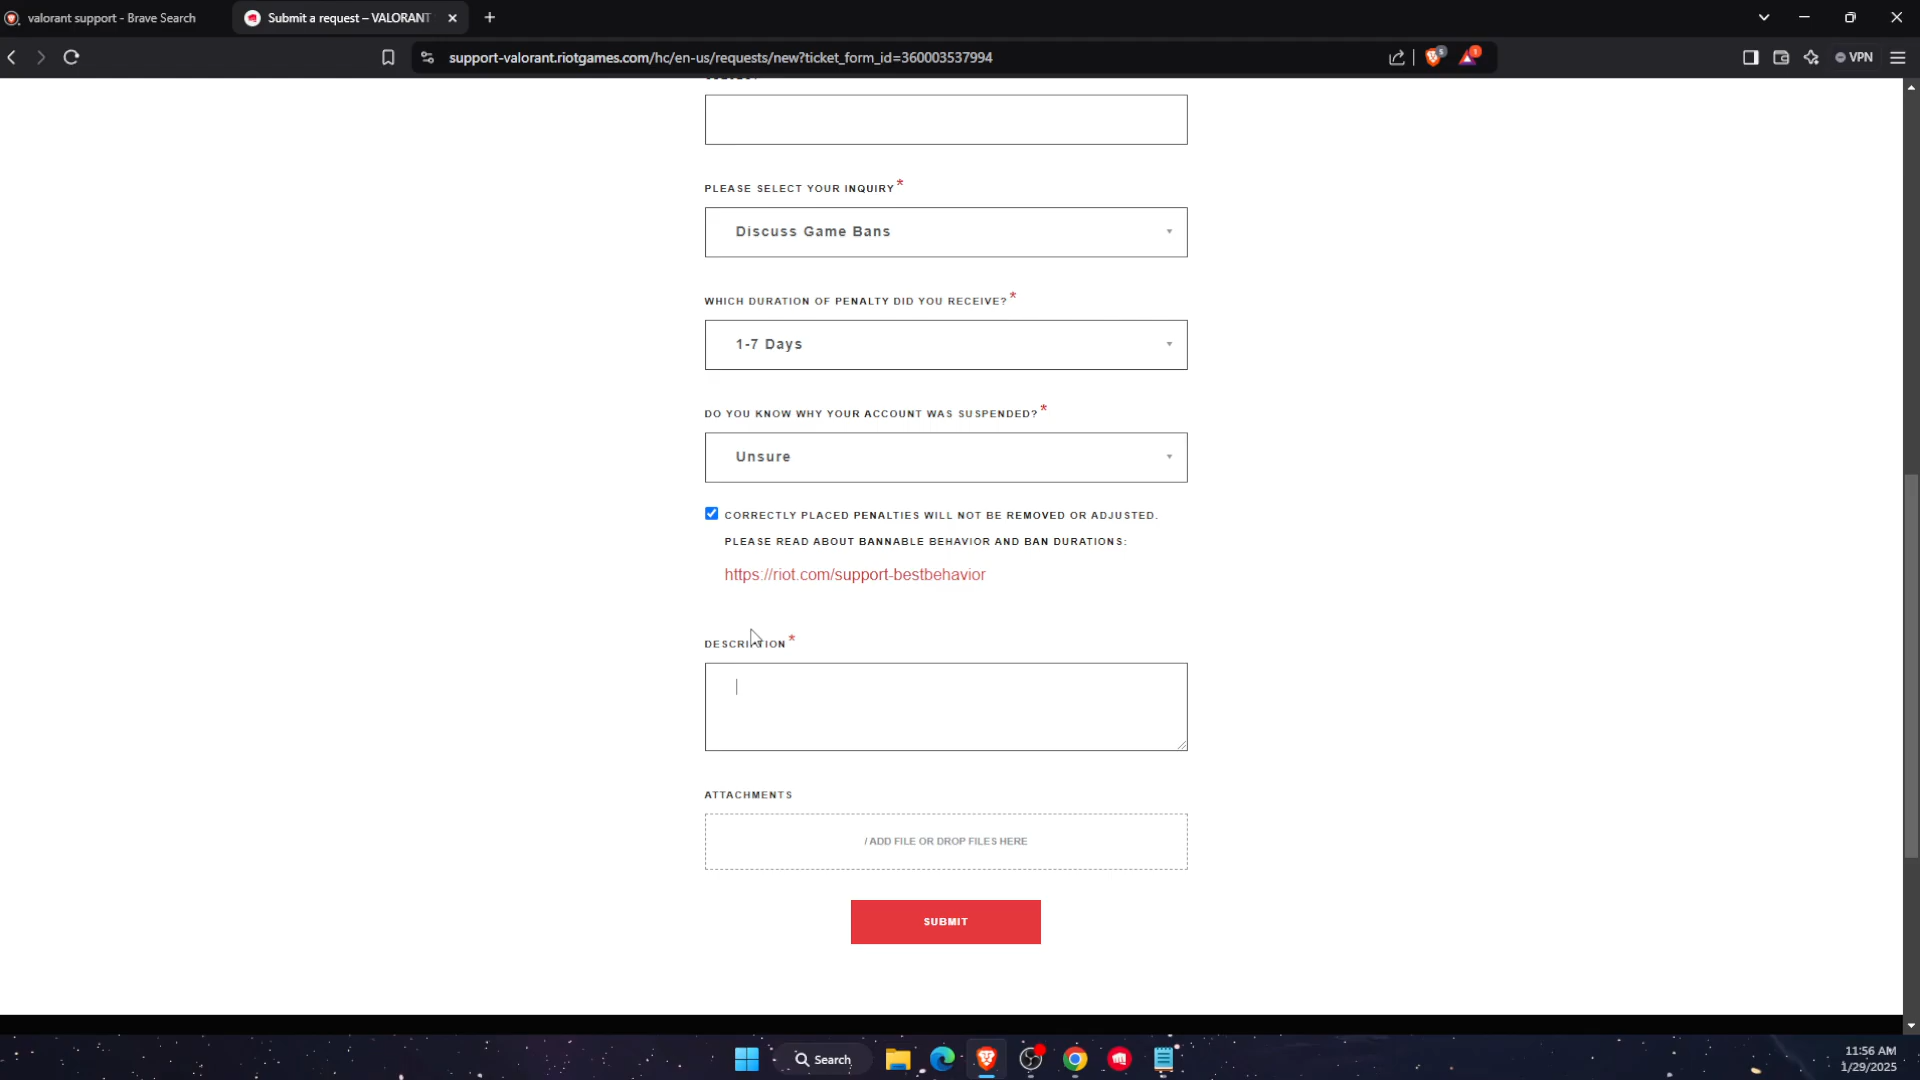 valorant support - Brave Search
Submit a request – VALORANT
support-valorant.riotgames.com/hc/en-us/requests/new?ticket_form_id=360003537994
5
1
VPN
PLEASE SELECT YOUR INQUIRY*
Discuss Game Bans
WHICH DURATION OF PENALTY DID YOU RECEIVE?*
1-7 Days
DO YOU KNOW WHY YOUR ACCOUNT WAS SUSPENDED?*
Unsure
CORRECTLY PLACED PENALTIES WILL NOT BE REMOVED OR ADJUSTED.
PLEASE READ ABOUT BANNABLE BEHAVIOR AND BAN DURATIONS:
https://riot.com/support-bestbehavior
DESCRIPTION*
ATTACHMENTS
/ ADD FILE OR DROP FILES HERE
SUBMIT
Search
11:56 AM
1/29/2025